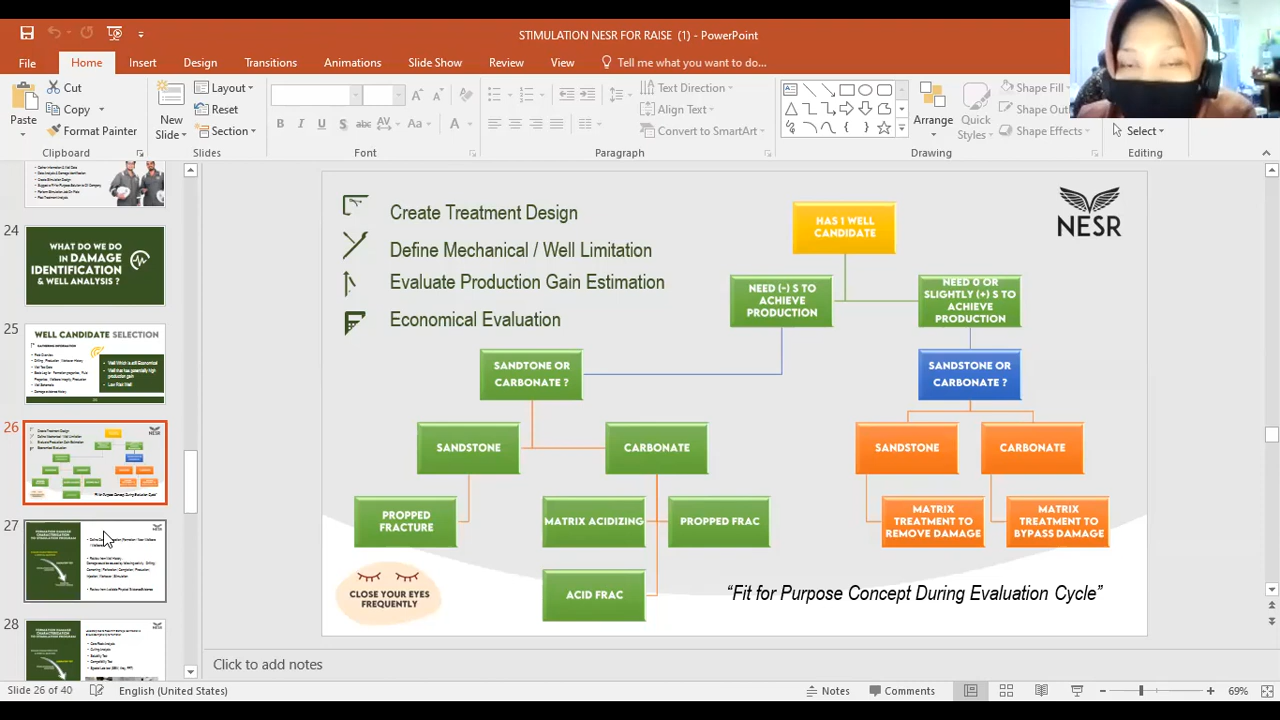 STIMULATION NESR FOR RAISE (1) - PowerPoint
File
Home
Insert
Design
Transitions
Animations
Slide Show
Review
View
Tell me what you want to do...
Paste
Cut
Copy
Format Painter
Clipboard
New
Slide
Layout
Reset
Section
Slides
B I U S abc AV Aa A
Font
Text Direction
Align Text
Convert to SmartArt
Paragraph
Arrange
Quick
Styles
Shape Fill
Shape Ou
Shape Effects
Drawing
Select
Editing
24
WHAT DO WE DO
IN DAMAGE
IDENTIFICATION
& WELL ANALYSIS ?
25
WELL CANDIDATE SELECTION
26
27
28
Create Treatment Design
Define Mechanical / Well Limitation
Evaluate Production Gain Estimation
Economical Evaluation
NESR
HAS 1 WELL
CANDIDATE
NEED (-) S TO
ACHIEVE
PRODUCTION
NEED 0 OR
SLIGHTLY (+) S TO
ACHIEVE
PRODUCTION
SANDTONE OR
CARBONATE ?
SANDSTONE OR
CARBONATE ?
SANDSTONE
CARBONATE
SANDSTONE
CARBONATE
PROPPED
FRACTURE
MATRIX ACIDIZING
PROPPED FRAC
MATRIX
TREATMENT TO
REMOVE DAMAGE
MATRIX
TREATMENT TO
BYPASS DAMAGE
ACID FRAC
CLOSE YOUR EYES
FREQUENTLY
“Fit for Purpose Concept During Evaluation Cycle”
Click to add notes
Slide 26 of 40
English (United States)
Notes
Comments
69%